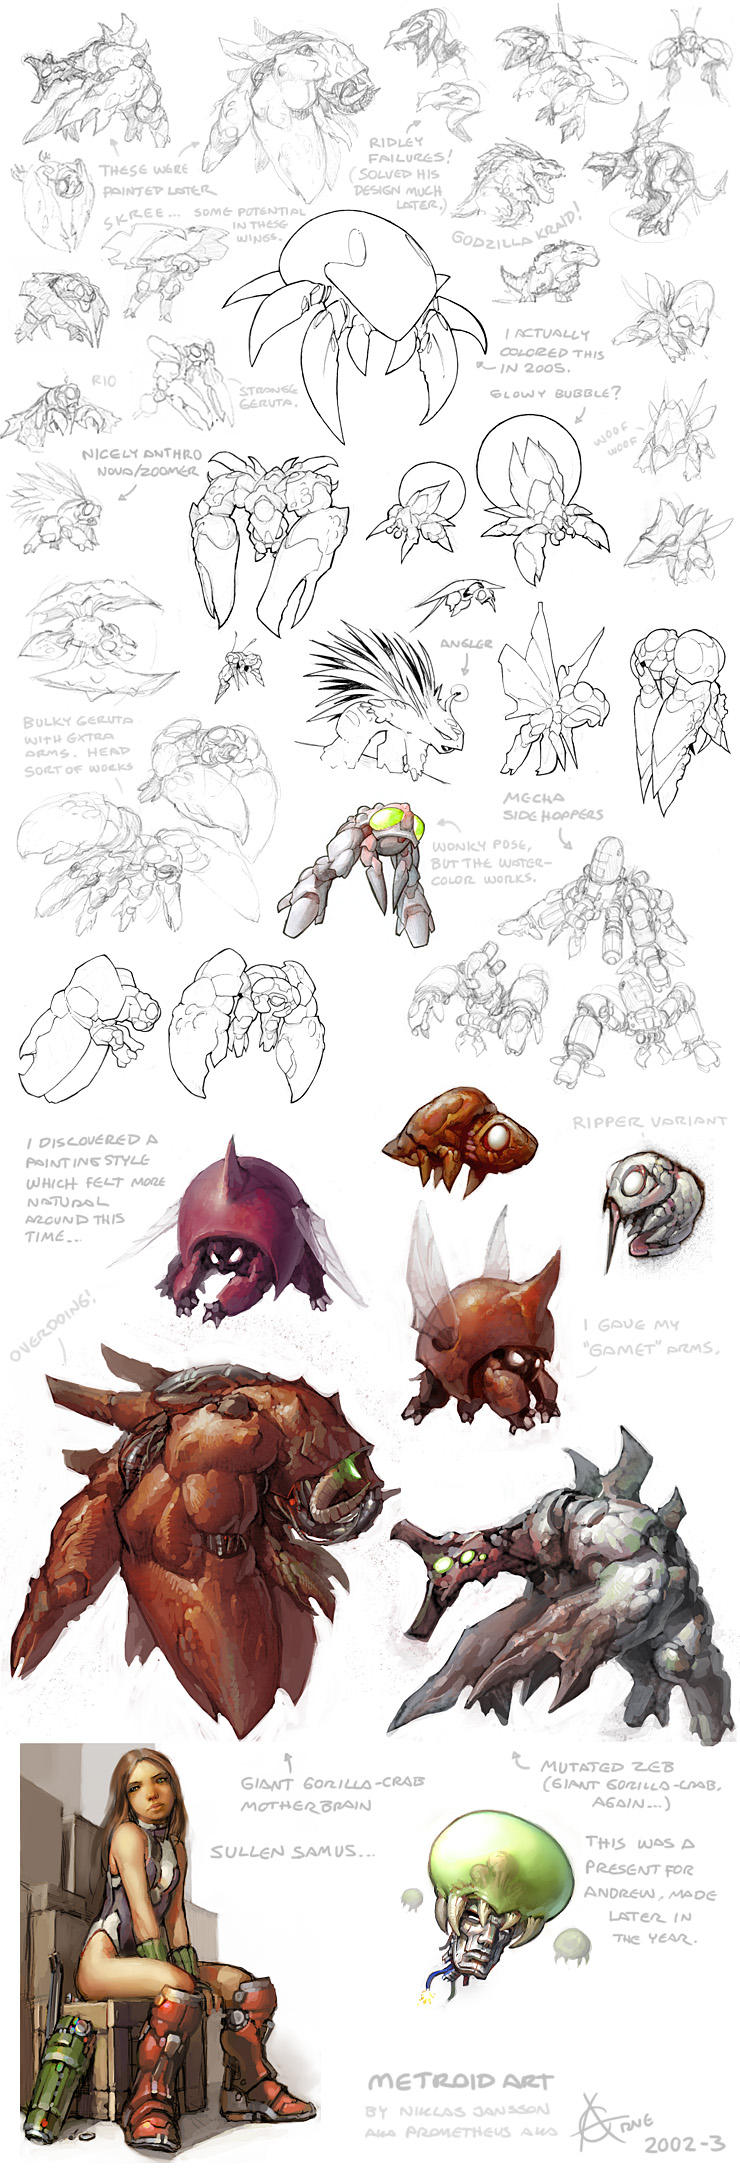 THESE WERE
PAINTED LATER
RIDLEY
FAILURES!
(SOLVED HIS
DESIGN MUCH
LATER.)
SKREE... SOME POTENTIAL
IN THESE
WINGS.
GODZILLA KRAID!
I ACTUALLY
COLORED THIS
IN 2005.
RIO
STRANGE
GERUTA.
GLOWY BUBBLE?
WOOF
WOOF
NICELY ANTHRO
NOVA/ZOOMER
ANGLER
BULKY GERUTA
WITH EXTRA
ARMS. HEAD
SORT OF WORKS
MECHA
SIDEHOPPERS
WONKY POSE,
BUT THE WATER-
COLOR WORKS.
I DISCOVERED A
PAINTING STYLE
WHICH FELT MORE
NATURAL
AROUND THIS
TIME...
RIPPER VARIANT
OVERDOING!
I GAVE MY
"GAMET" ARMS.
GIANT GORILLA-CRAB
MOTHERBRAIN
MUTATED ZEB
(GIANT GORILLA-CRAB,
AGAIN...)
SULLEN SAMUS...
THIS WAS A
PRESENT FOR
ANDREW, MADE
LATER IN
THE YEAR.
METROID ART
BY NIKLAS JANSSON
AKA PROMETHEUS AKA
ARNE
2002-3